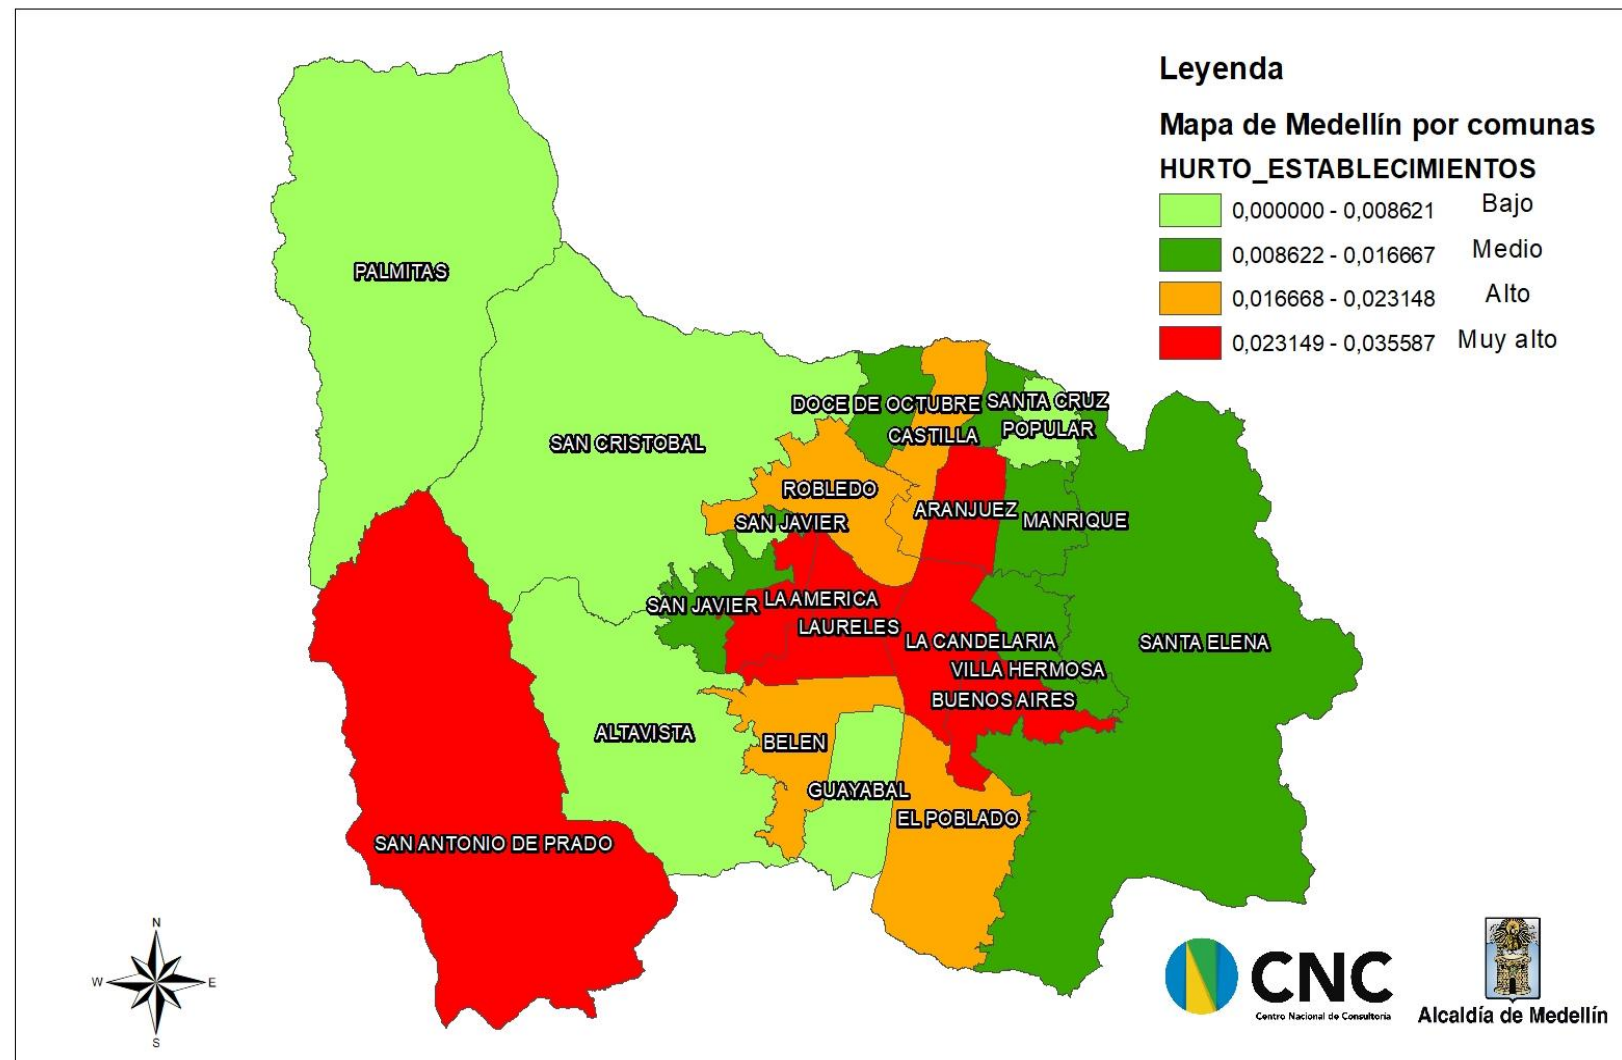 Leyenda
Mapa de Medellín por comunas
HURTO_ESTABLECIMIENTOS
0,000000 - 0,008621 Bajo
0,008622 - 0,016667 Medio
0,016668 - 0,023148 Alto
0,023149 - 0,035587 Muy alto
PALMITAS
SAN CRISTOBAL
DOCE DE OCTUBRE
SANTA CRUZ
CASTILLA
POPULAR
ROBLEDO
ARANJUEZ
MANRIQUE
SAN JAVIER
SAN JAVIER
LA AMERICA
LAURELES
LA CANDELARIA
SANTA ELENA
VILLA HERMOSA
BUENOS AIRES
ALTAVISTA
BELEN
GUAYABAL
EL POBLADO
SAN ANTONIO DE PRADO
N
W E
S
CNC
Centro Nacional de Consultoría
Alcaldía de Medellín